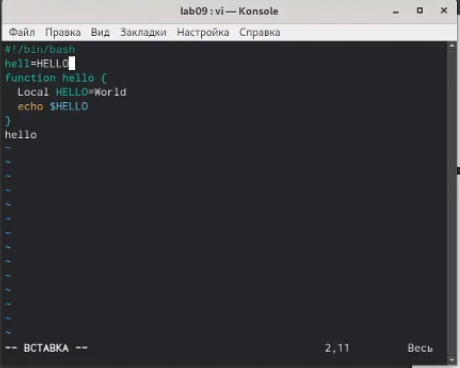 lab09 : vi — Konsole
Файл Правка Вид Закладки Настройка Справка
#!/bin/bash
hell=HELLO
function hello {
  Local HELLO=World
  echo $HELLO
}
hello
~
~
~
~
~
~
~
~
~
~
~
~
~
~
-- ВСТАВКА -- 2,11 Весь